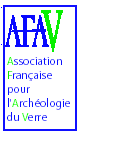 AFAV
Association
Française
pour
l'Archéologie
du Verre